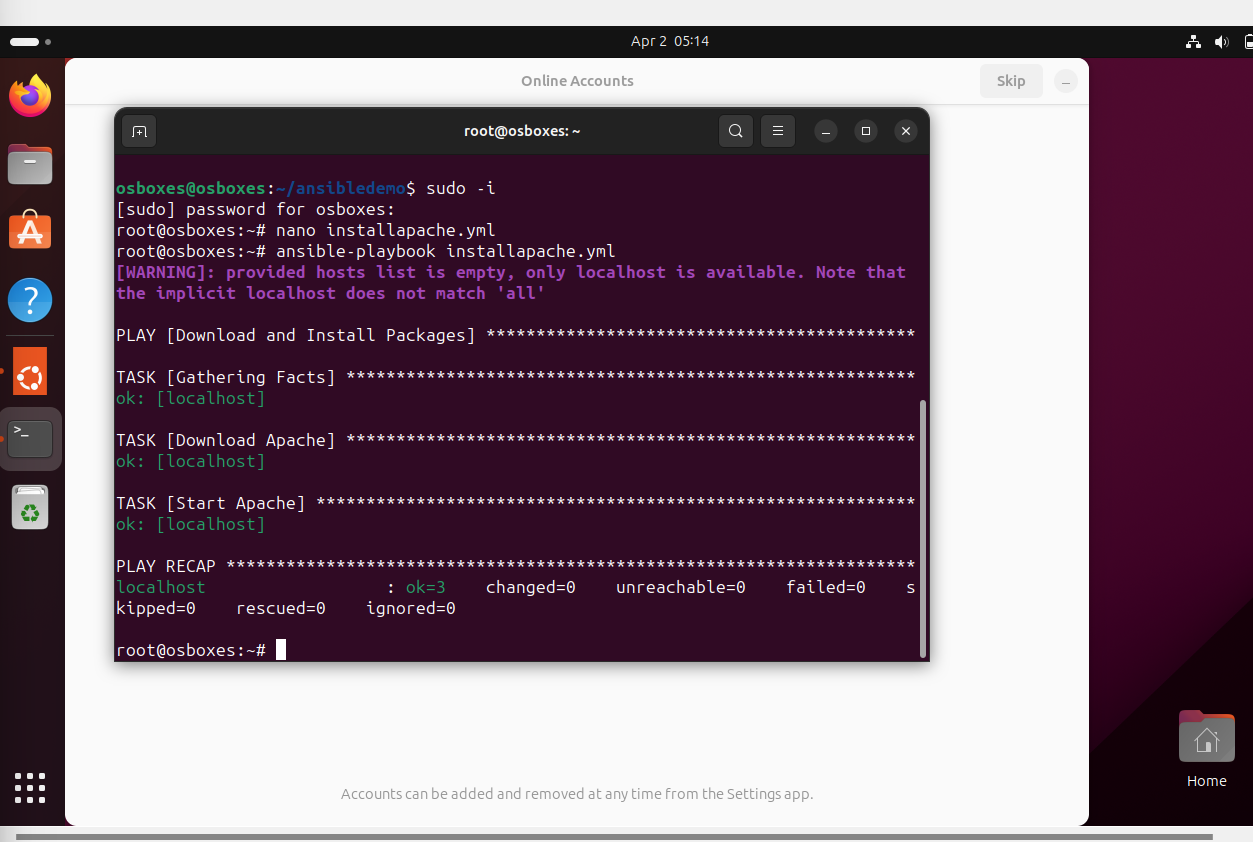 Apr 2 05:14
Online Accounts
Skip
root@osboxes: ~
osboxes@osboxes:~/ansibledemo$ sudo -i
[sudo] password for osboxes:
root@osboxes:~# nano installapache.yml
root@osboxes:~# ansible-playbook installapache.yml
[WARNING]: provided hosts list is empty, only localhost is available. Note that
the implicit localhost does not match 'all'
PLAY [Download and Install Packages] *******************************************
TASK [Gathering Facts] *********************************************************
ok: [localhost]
TASK [Download Apache] *********************************************************
ok: [localhost]
TASK [Start Apache] ************************************************************
ok: [localhost]
PLAY RECAP *********************************************************************
localhost                  : ok=3    changed=0    unreachable=0    failed=0    s
kipped=0    rescued=0    ignored=0
root@osboxes:~#
Home
Accounts can be added and removed at any time from the Settings app.